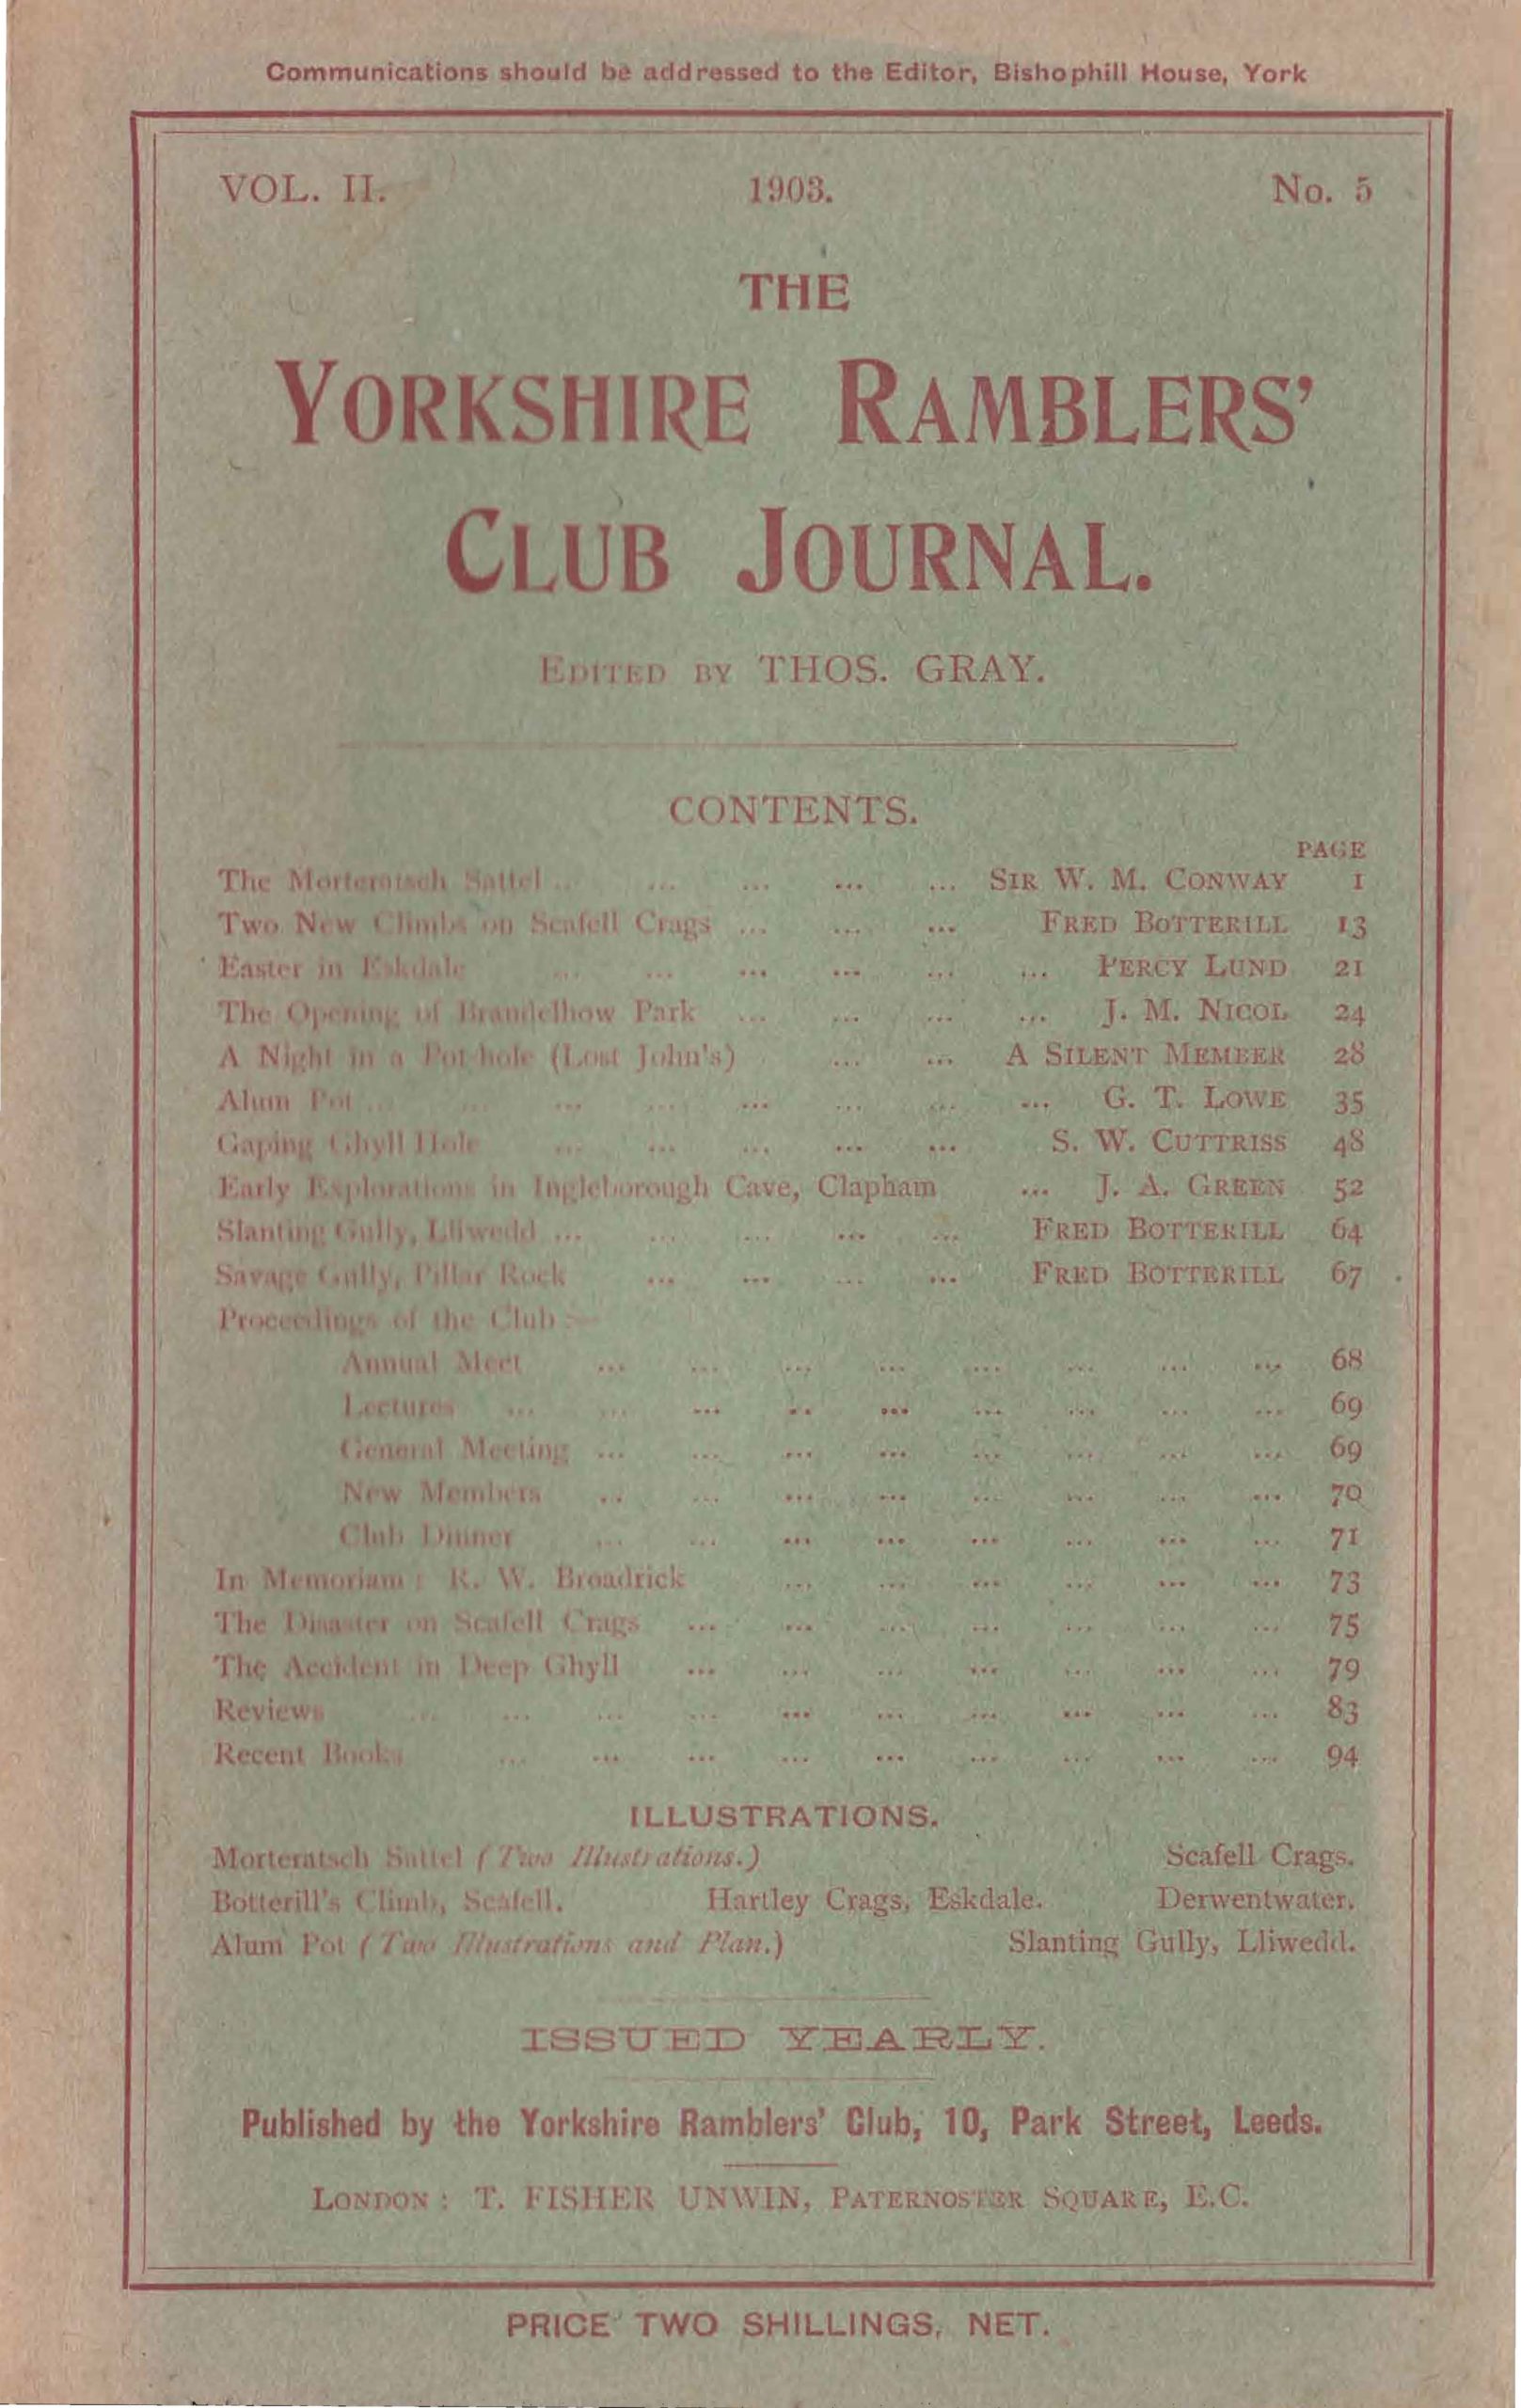 Communications should be addressed to the Editor, Bishophill House, York
VOL. II. 1903. No. 5
THE
YORKSHIRE RAMBLERS'
CLUB JOURNAL.
EDITED BY THOS. GRAY.
CONTENTS.
PAGE
The Morteratsch Sattel ... ... ... ... ... SIR W. M. CONWAY 1
Two New Climbs on Scafell Crags ... ... ... FRED BOTTERILL 13
Easter in Eskdale ... ... ... ... ... ... PERCY LUND 21
The Opening of Brandelhow Park ... ... ... ... J. M. NICOL 24
A Night in a Pot-hole (Lost John's) ... ... A SILENT MEMBER 28
Alum Pot ... ... ... ... ... ... ... ... G. T. LOWE 35
Gaping Ghyll Hole ... ... ... ... ... S. W. CUTTRISS 48
Early Explorations in Ingleborough Cave, Clapham ... J. A. GREEN 52
Slanting Gully, Lliwedd ... ... ... ... ... FRED BOTTERILL 64
Savage Gully, Pillar Rock ... ... ... ... FRED BOTTERILL 67
Proceedings of the Club :—
Annual Meet ... ... ... ... ... ... ... ... 68
Lectures ... ... ... .. ... ... ... ... ... 69
General Meeting ... ... ... ... ... ... ... ... 69
New Members ... ... ... ... ... ... ... ... 70
Club Dinner ... ... ... ... ... ... ... ... 71
In Memoriam : R. W. Broadrick ... ... ... ... ... ... 73
The Disaster on Scafell Crags ... ... ... ... ... ... ... 75
The Accident in Deep Ghyll ... ... ... ... ... ... ... 79
Reviews ... ... ... ... ... ... ... ... ... ... 83
Recent Books ... ... ... ... ... ... ... ... ... 94
ILLUSTRATIONS.
Morteratsch Sattel (Two Illustrations.) Scafell Crags.
Botterill's Climb, Scafell. Hartley Crags, Eskdale. Derwentwater.
Alum Pot (Two Illustrations and Plan.) Slanting Gully, Lliwedd.
ISSUED YEARLY.
Published by the Yorkshire Ramblers' Club, 10, Park Street, Leeds.
LONDON : T. FISHER UNWIN, PATERNOSTER SQUARE, E.C.
PRICE TWO SHILLINGS, NET.